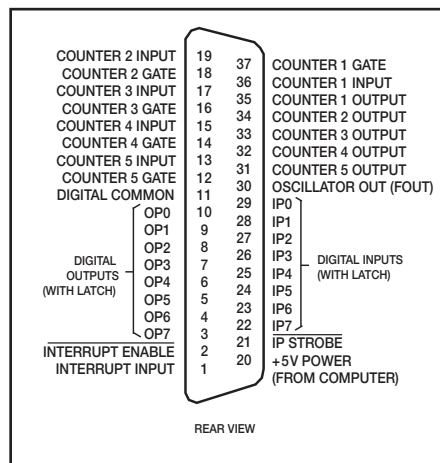 COUNTER 2 INPUT 19
COUNTER 2 GATE 18
COUNTER 3 INPUT 17
COUNTER 3 GATE 16
COUNTER 4 INPUT 15
COUNTER 4 GATE 14
COUNTER 5 INPUT 13
COUNTER 5 GATE 12
DIGITAL COMMON 11
OP0 10
OP1 9
OP2 8
OP3 7
OP4 6
OP5 5
OP6 4
OP7 3
DIGITAL
OUTPUTS
(WITH LATCH)
INTERRUPT ENABLE 2
INTERRUPT INPUT 1
37 COUNTER 1 GATE
36 COUNTER 1 INPUT
35 COUNTER 1 OUTPUT
34 COUNTER 2 OUTPUT
33 COUNTER 3 OUTPUT
32 COUNTER 4 OUTPUT
31 COUNTER 5 OUTPUT
30 OSCILLATOR OUT (FOUT)
29 IP0
28 IP1
27 IP2
26 IP3
25 IP4
24 IP5
23 IP6
22 IP7
DIGITAL INPUTS
(WITH LATCH)
21 IP STROBE
20 +5V POWER
(FROM COMPUTER)
REAR VIEW